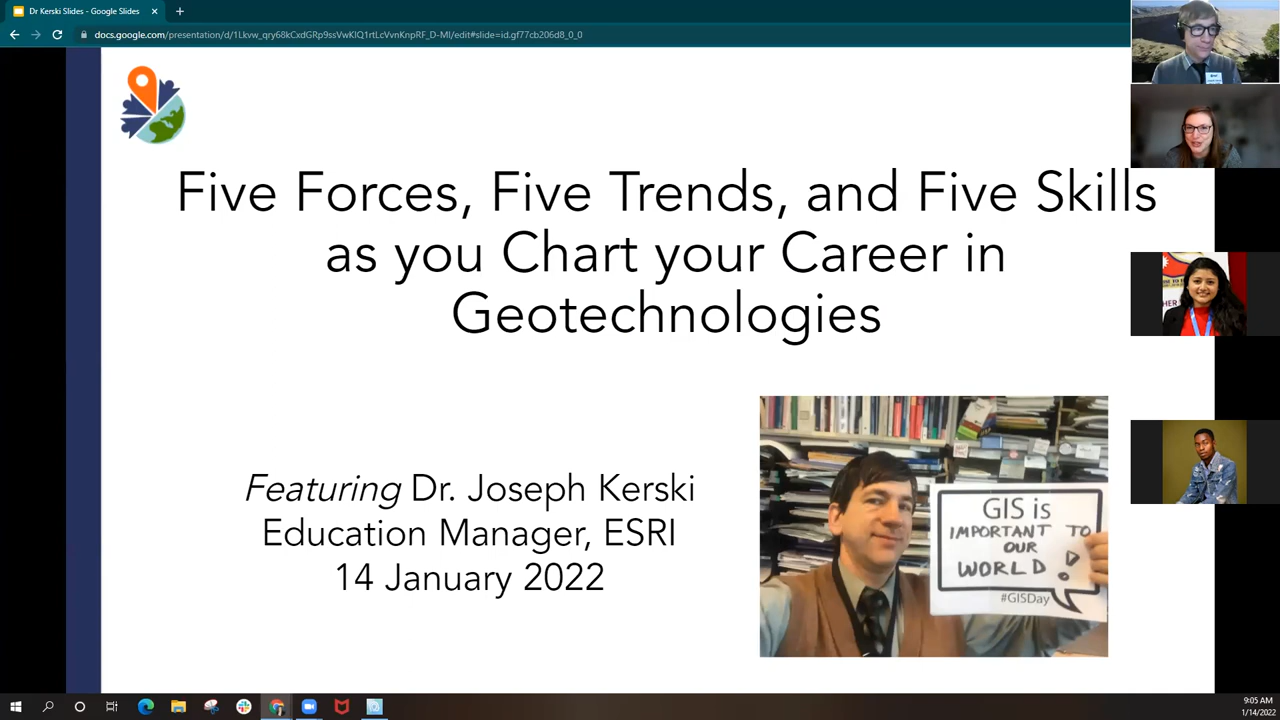 Dr Kerski Slides - Google Slides
docs.google.com/presentation/d/1Lkvw_qry68kCxdGRp9ssVwKIQ1rtLcVvnKnpRF_D-MI/edit#slide=id.gf77cb206d8_0_0
Five Forces, Five Trends, and Five Skills
as you Chart your Career in
Geotechnologies
Featuring Dr. Joseph Kerski
Education Manager, ESRI
14 January 2022
GIS is
IMPORTANT TO
OUR
WORLD!
#GISDay
9:05 AM
1/14/2022